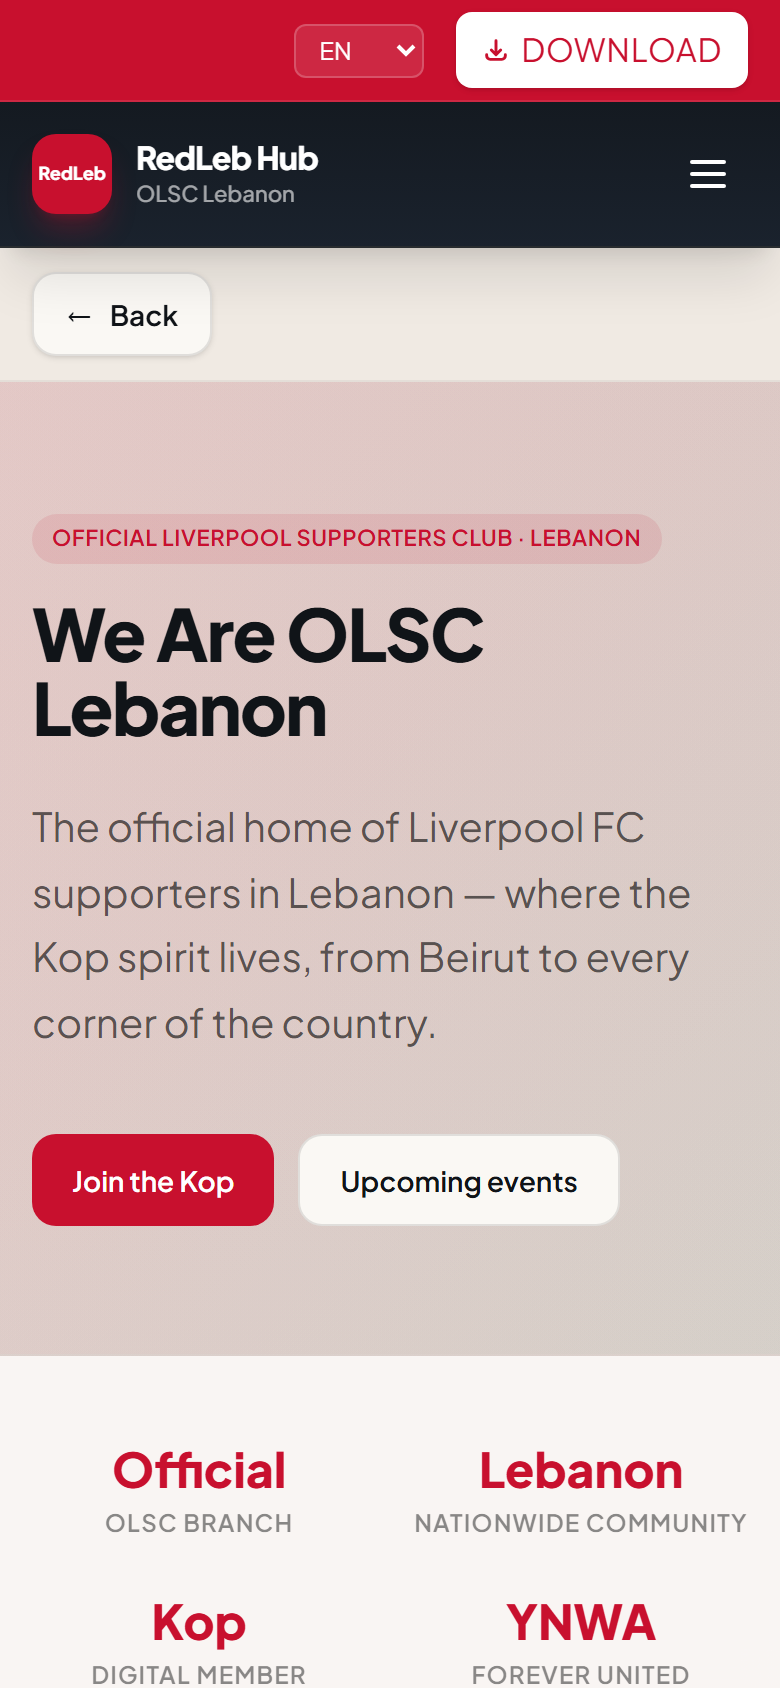 EN
DOWNLOAD
RedLeb
RedLeb Hub
OLSC Lebanon
← Back
OFFICIAL LIVERPOOL SUPPORTERS CLUB · LEBANON
We Are OLSC
Lebanon
The official home of Liverpool FC
supporters in Lebanon — where the
Kop spirit lives, from Beirut to every
corner of the country.
Join the Kop
Upcoming events
Official
OLSC BRANCH
Lebanon
NATIONWIDE COMMUNITY
Kop
DIGITAL MEMBER
YNWA
FOREVER UNITED